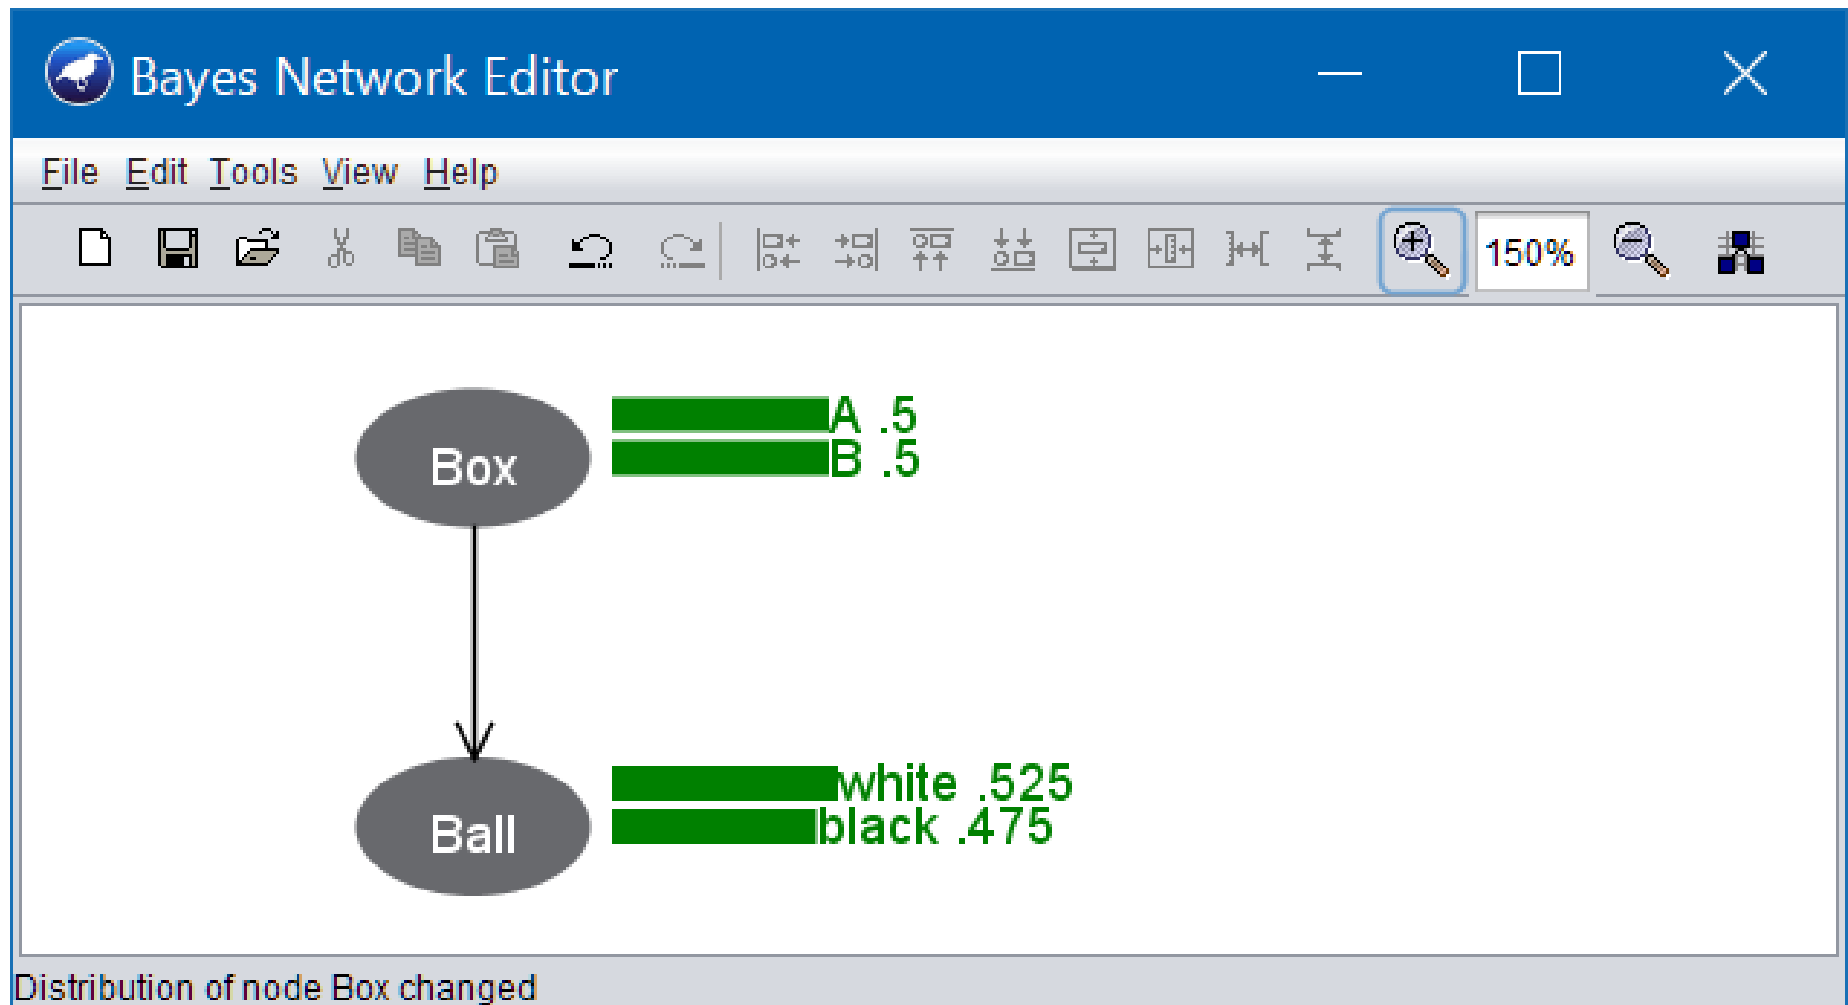 Bayes Network Editor
File Edit Tools View Help
150%
Box
A .5
B .5
Ball
white .525
black .475
Distribution of node Box changed